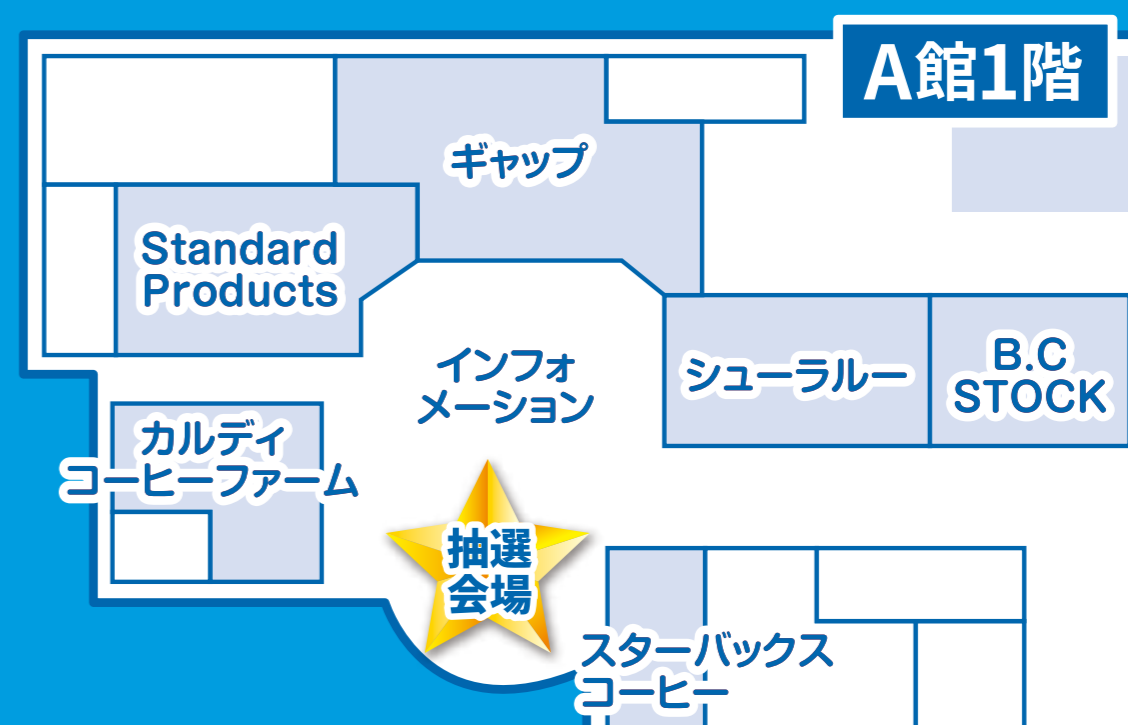 A館1階
ギャップ
Standard
Products
インフォ
メーション
シューラルー
B.C
STOCK
カルディ
コーヒーファーム
抽選
会場
スターバックス
コーヒー